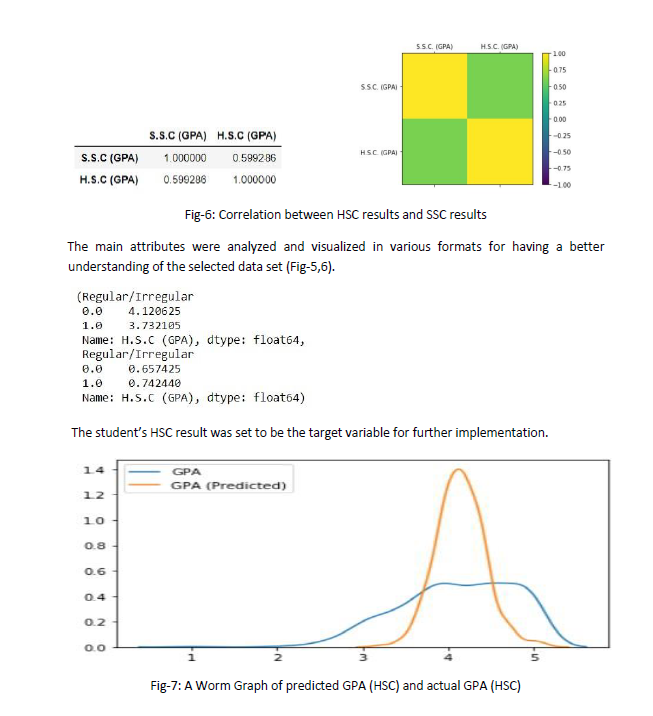 S.S.C. (GPA) H.S.C. (GPA)
1.00
0.75
S.S.C. (GPA) 0.50
0.25
0.00
−0.25
H.S.C. (GPA) −0.50
−0.75
−1.00
S.S.C (GPA) H.S.C (GPA)
S.S.C (GPA) 1.000000 0.599286
H.S.C (GPA) 0.599286 1.000000
Fig-6: Correlation between HSC results and SSC results
The main attributes were analyzed and visualized in various formats for having a better
understanding of the selected data set (Fig-5,6).
(Regular/Irregular
0.0 4.120625
1.0 3.732105
Name: H.S.C (GPA), dtype: float64,
Regular/Irregular
0.0 0.657425
1.0 0.742440
Name: H.S.C (GPA), dtype: float64)
The student’s HSC result was set to be the target variable for further implementation.
1.4 GPA
GPA (Predicted)
1.2
1.0
0.8
0.6
0.4
0.2
0.0
1 2 3 4 5
Fig-7: A Worm Graph of predicted GPA (HSC) and actual GPA (HSC)